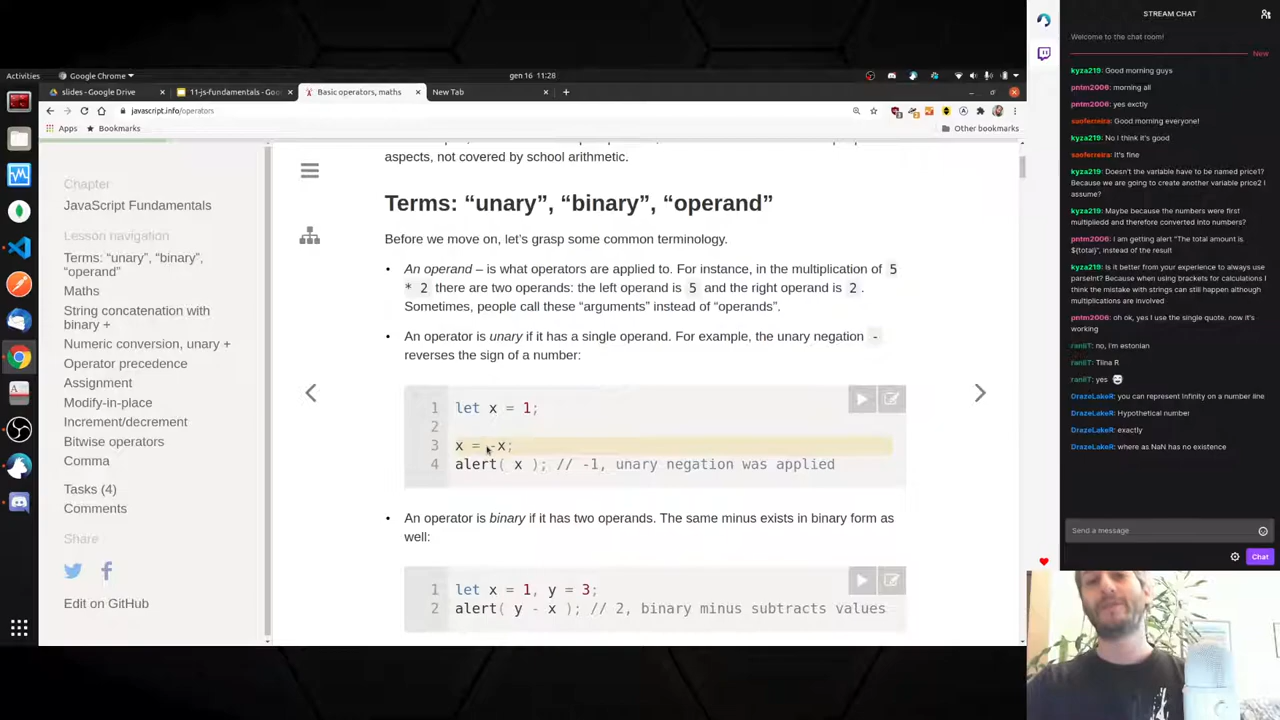 Activities
Google Chrome
gen 16 11:28
slides - Google Drive
11-js-fundamentals - Goo
Basic operators, maths
New Tab
javascript.info/operators
Apps
Bookmarks
Other bookmarks
Chapter
JavaScript Fundamentals
Lesson navigation
Terms: “unary”, “binary”,
“operand”
Maths
String concatenation with
binary +
Numeric conversion, unary +
Operator precedence
Assignment
Modify-in-place
Increment/decrement
Bitwise operators
Comma
Tasks (4)
Comments
Share
Edit on GitHub
aspects, not covered by school arithmetic.
Terms: “unary”, “binary”, “operand”
Before we move on, let’s grasp some common terminology.
• An operand – is what operators are applied to. For instance, in the multiplication of 5
* 2 there are two operands: the left operand is 5 and the right operand is 2 .
Sometimes, people call these “arguments” instead of “operands”.
• An operator is unary if it has a single operand. For example, the unary negation -
reverses the sign of a number:
1 let x = 1;
2
3 x = -x;
4 alert( x ); // -1, unary negation was applied
• An operator is binary if it has two operands. The same minus exists in binary form as
well:
1 let x = 1, y = 3;
2 alert( y - x ); // 2, binary minus subtracts values
STREAM CHAT
Welcome to the chat room!
New
kyza219: Good morning guys
pntm2006: morning all
pntm2006: yes exctly
saoferreira: Good morning everyone!
kyza219: No I think it's good
saoferreira: It's fine
kyza219: Doesn't the variable have to be named price1?
Because we are going to create another variable price2 I
assume?
kyza219: Maybe because the numbers were first
multipliedd and therefore converted into numbers?
pntm2006: I am getting alert "The total amount is
${total}", instead of the result
kyza219: Is it better from your experience to always use
parseInt? Because when using brackets for calculations I
think the mistake with strings can still happen although
multiplications are involved
pntm2006: oh ok, yes I use the single quote. now it's
working
raniiT: no, i'm estonian
raniiT: Tiina R
raniiT: yes
DrazeLakeR: you can represent Infinity on a number line
DrazeLakeR: Hypothetical number
DrazeLakeR: exactly
DrazeLakeR: where as NaN has no existence
Send a message
Chat